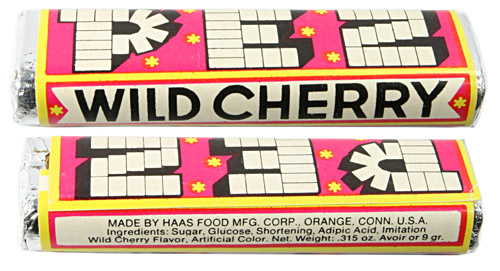 PEZ
WILD CHERRY
PEZ
MADE BY HAAS FOOD MFG. CORP., ORANGE, CONN. U.S.A.
Ingredients: Sugar, Glucose, Shortening, Adipic Acid, Imitation
Wild Cherry Flavor, Artificial Color. Net. Weight: .315 oz. Avoir or 9 gr.